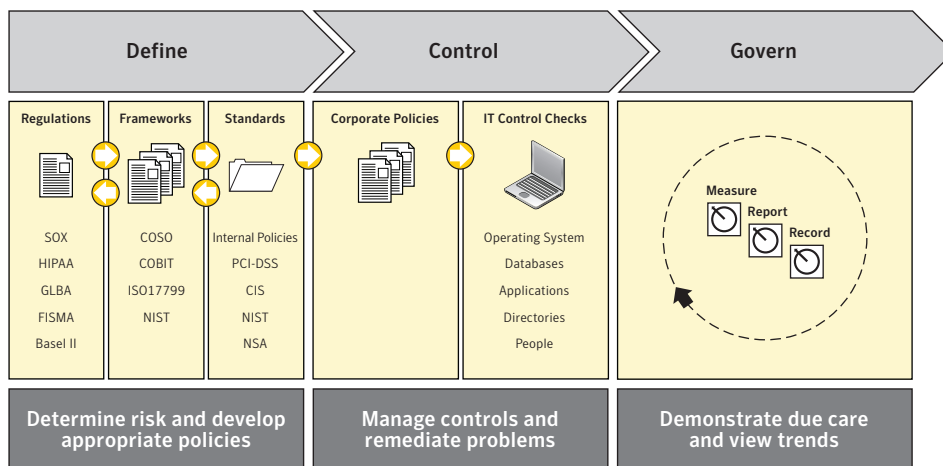 Define
Control
Govern
Regulations
SOX
HIPAA
GLBA
FISMA
Basel II
Frameworks
COSO
COBIT
ISO17799
NIST
Standards
Internal Policies
PCI-DSS
CIS
NIST
NSA
Corporate Policies
IT Control Checks
Operating System
Databases
Applications
Directories
People
Measure
Report
Record
Determine risk and develop
appropriate policies
Manage controls and
remediate problems
Demonstrate due care
and view trends